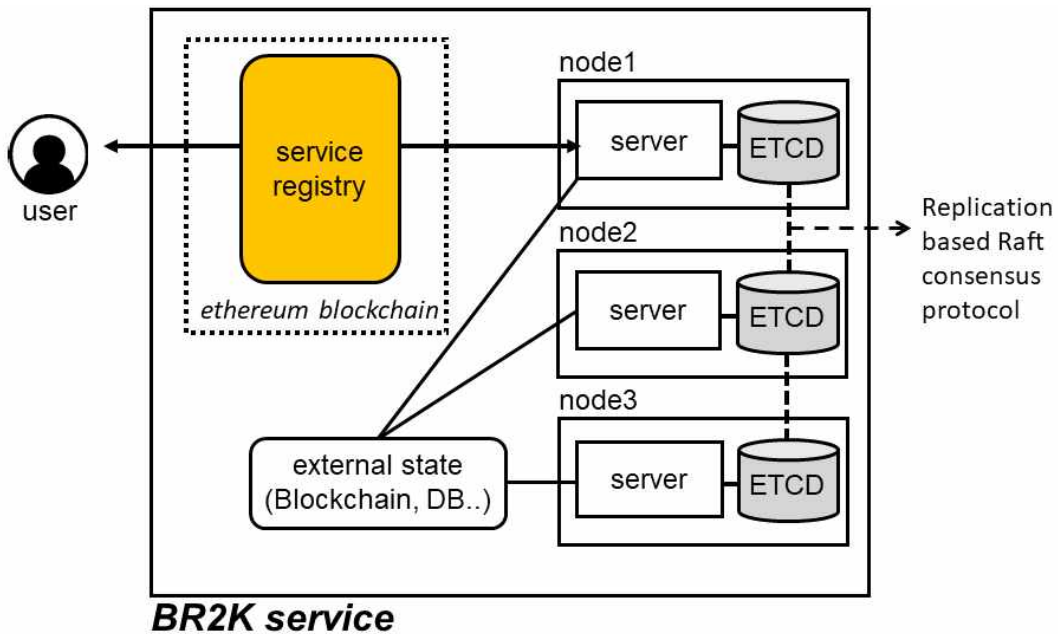 node1
server
ETCD
service
registry
user
ethereum blockchain
Replication
based Raft
consensus
protocol
node2
server
ETCD
node3
server
ETCD
external state
(Blockchain, DB..)
BR2K service